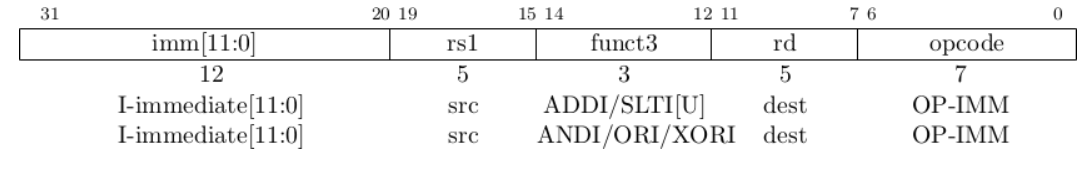 31 20 19 15 14 12 11 7 6 0
imm[11:0] rs1 funct3 rd opcode
12 5 3 5 7
I-immediate[11:0] src ADDI/SLTI[U] dest OP-IMM
I-immediate[11:0] src ANDI/ORI/XORI dest OP-IMM